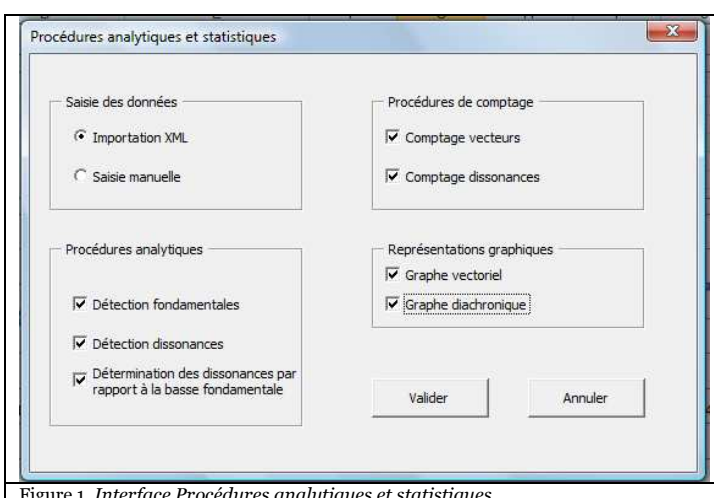 Procédures analytiques et statistiques
Saisie des données
Importation XML
Saisie manuelle
Procédures de comptage
Comptage vecteurs
Comptage dissonances
Procédures analytiques
Détection fondamentales
Détection dissonances
Détermination des dissonances par
rapport à la basse fondamentale
Représentations graphiques
Graphe vectoriel
Graphe diachronique
Valider
Annuler
Figure 1. Interface Procédures analytiques et statistiques